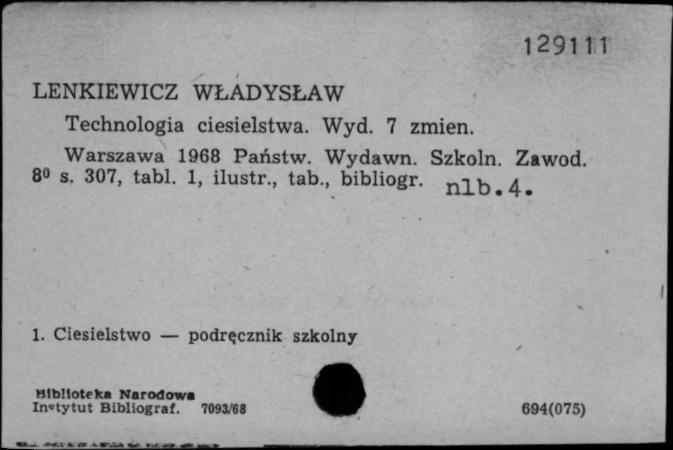 129111
LENKIEWICZ WŁADYSŁAW
Technologia ciesielstwa. Wyd. 7 zmien.
Warszawa 1968 Państw. Wydawn. Szkoln. Zawod.
8⁰ s. 307, tabl. 1, ilustr., tab., bibliogr. nlb.4.
1. Ciesielstwo — podręcznik szkolny
Biblioteka Narodowa
Instytut Bibliograf. 7093/68
694(075)